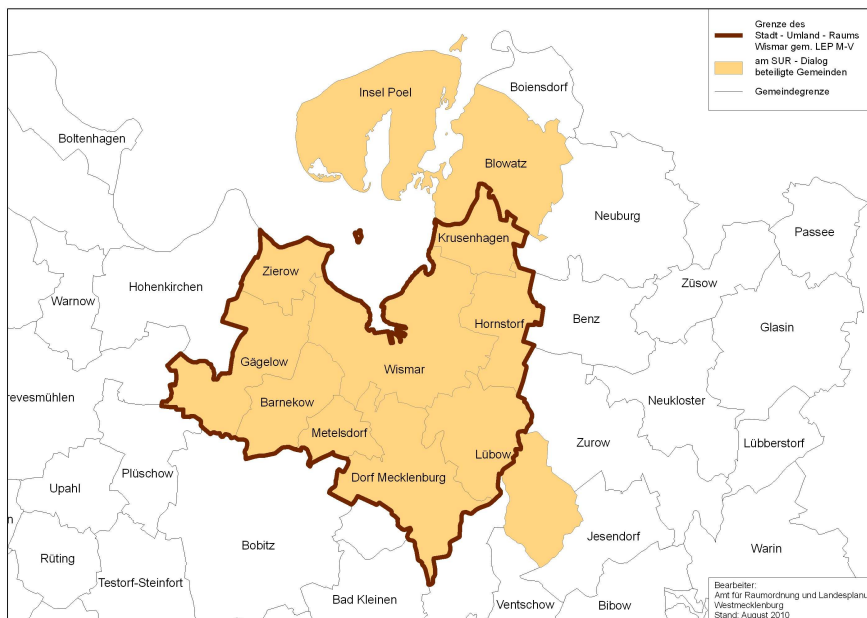 Grenze des
Stadt - Umland - Raums
Wismar gem. LEP M-V
am SUR - Dialog
beteiligte Gemeinden
Gemeindegrenze
Insel Poel
Boiensdorf
Boltenhagen
Blowatz
Neuburg
Passee
Krusenhagen
Zierow
Züsow
Hohenkirchen
Warnow
Benz
Glasin
Hornstorf
Gägelow
Wismar
Barnekow
Neukloster
revesmühlen
Metelsdorf
Zurow
Lübberstorf
Lübow
Plüschow
Dorf Mecklenburg
Upahl
Jesendorf
Bobitz
Warin
Rüting
Testorf-Steinfort
Bad Kleinen
Ventschow
Bibow
Bearbeiter:
Amt für Raumordnung und Landesplanu
Westmecklenburg
Stand: August 2010